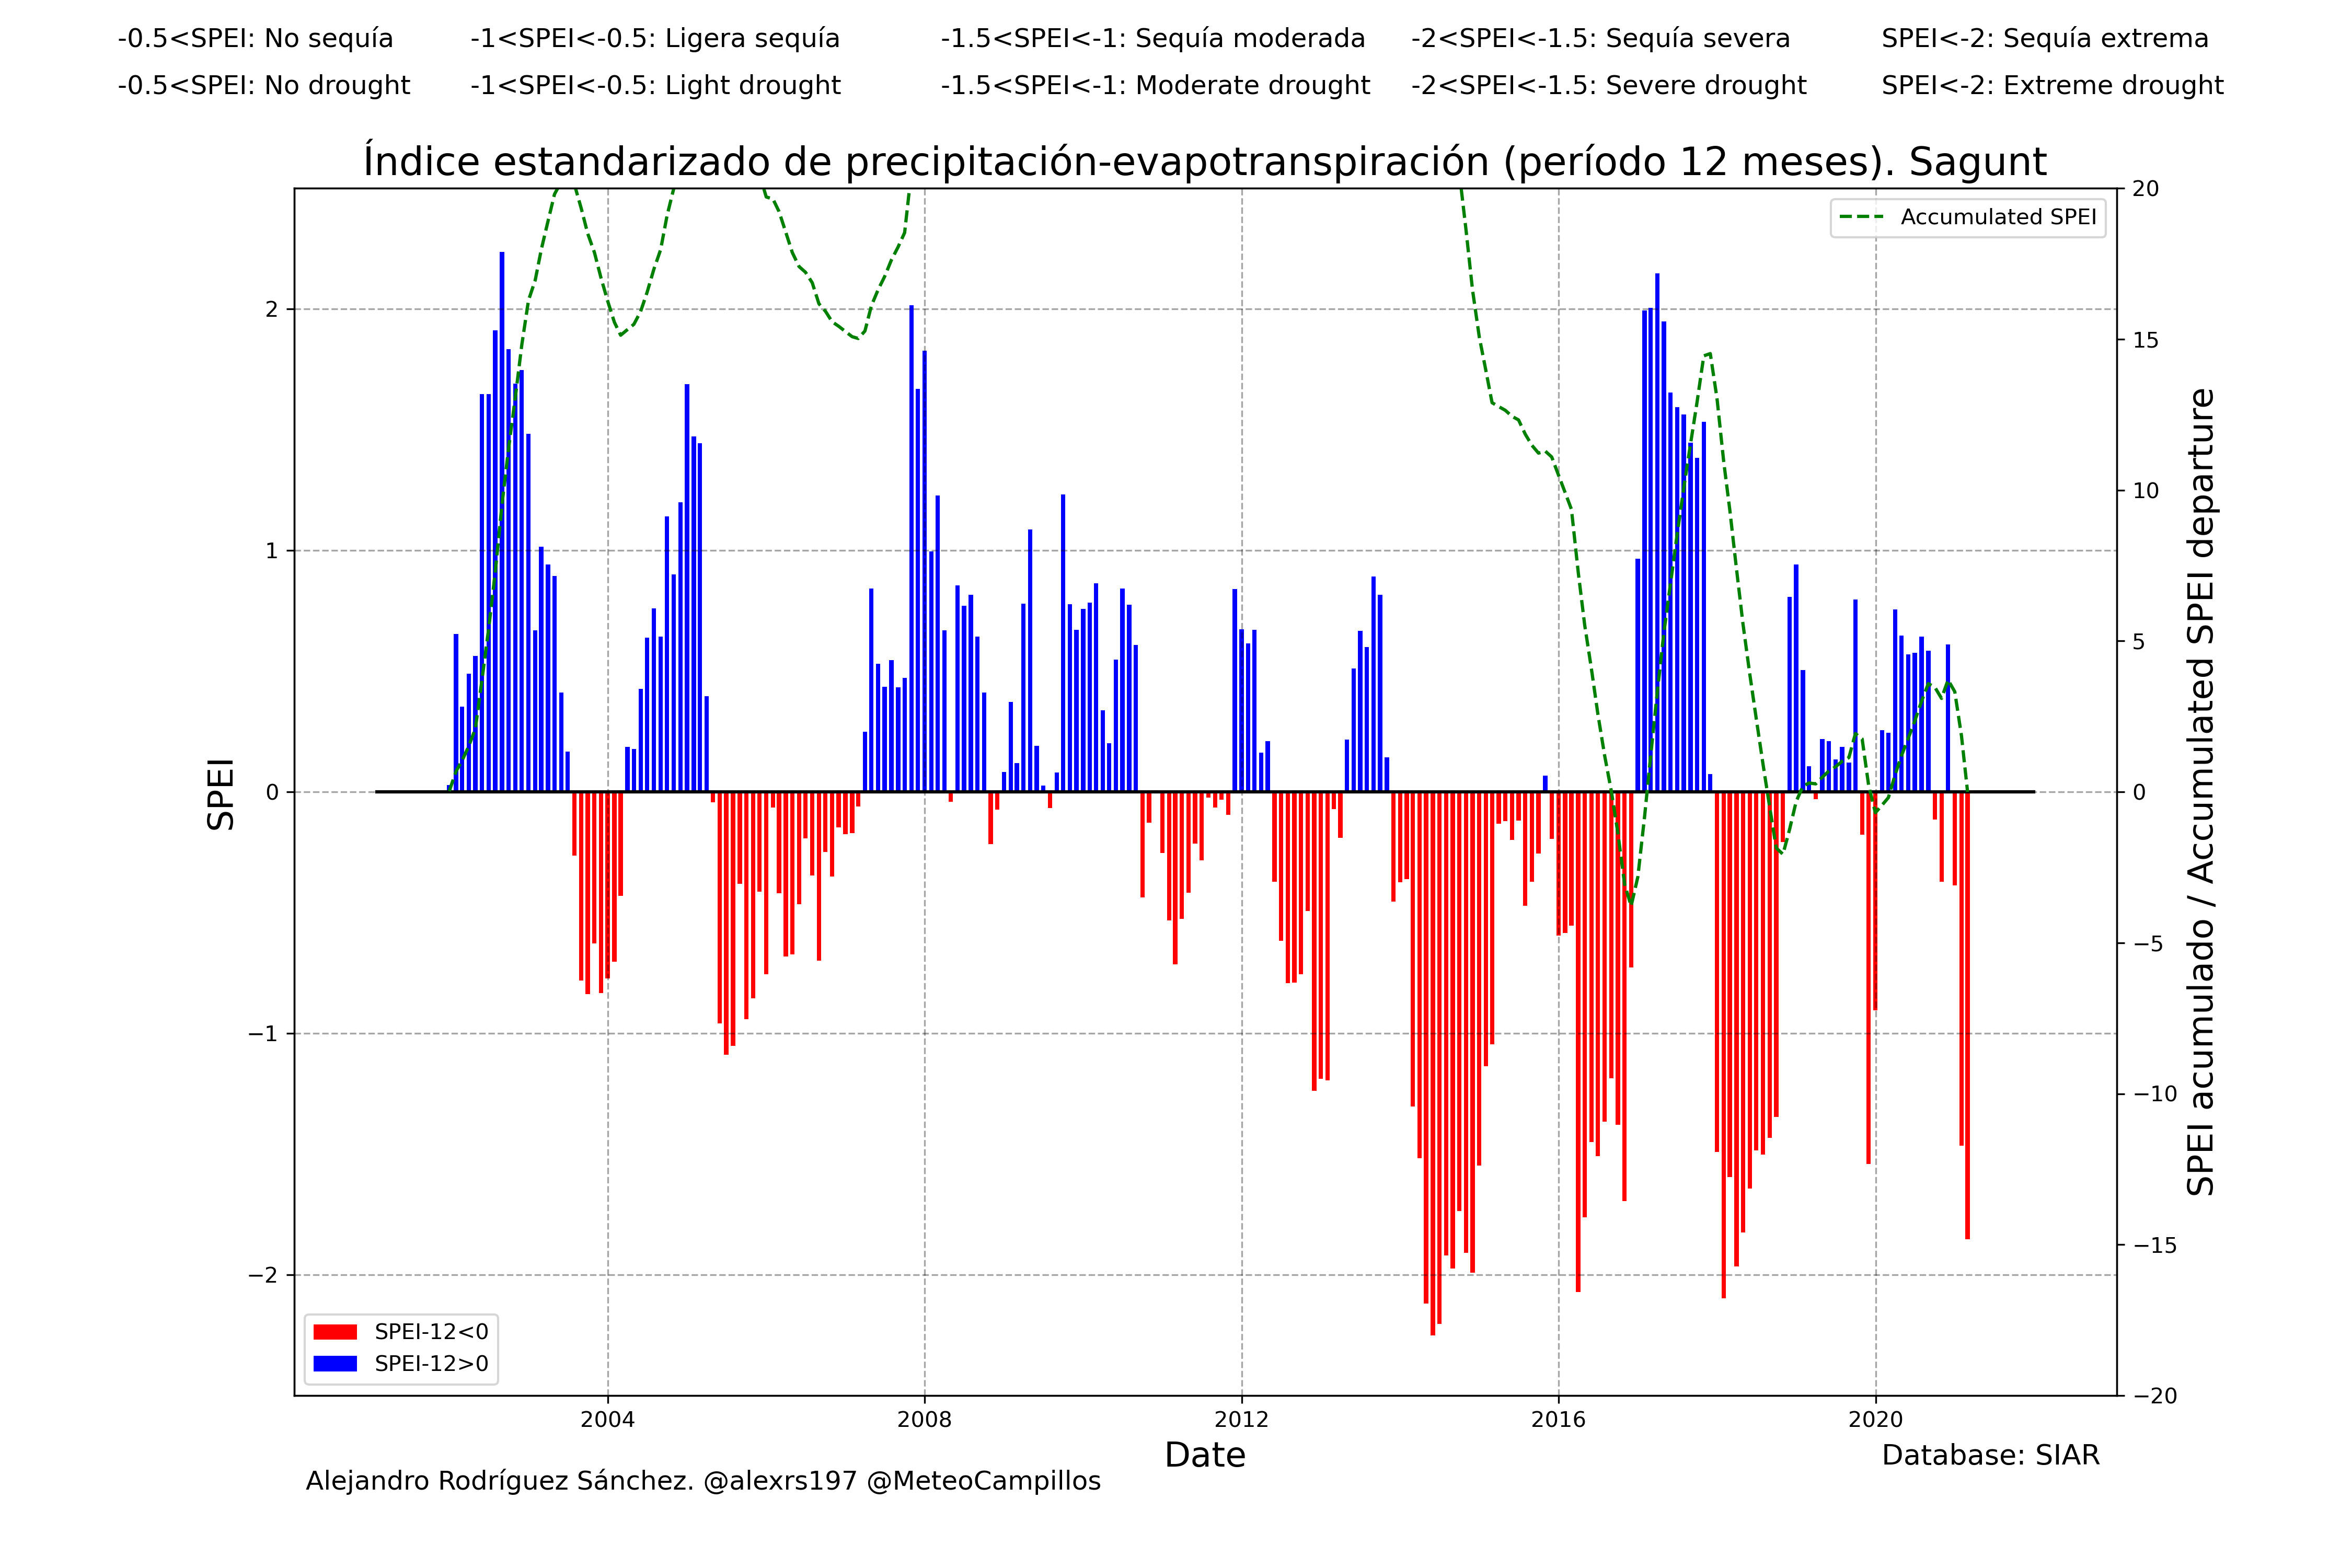 -0.5<SPEI: No sequía -1<SPEI<-0.5: Ligera sequía -1.5<SPEI<-1: Sequía moderada -2<SPEI<-1.5: Sequía severa SPEI<-2: Sequía extrema
-0.5<SPEI: No drought -1<SPEI<-0.5: Light drought -1.5<SPEI<-1: Moderate drought -2<SPEI<-1.5: Severe drought SPEI<-2: Extreme drought
Índice estandarizado de precipitación-evapotranspiración (período 12 meses). Sagunt
Accumulated SPEI
SPEI
2
1
0
−1
−2
20
15
10
5
0
−5
−10
−15
−20
SPEI acumulado / Accumulated SPEI departure
SPEI-12<0
SPEI-12>0
2004 2008 2012 2016 2020
Date
Database: SIAR
Alejandro Rodríguez Sánchez. @alexrs197 @MeteoCampillos